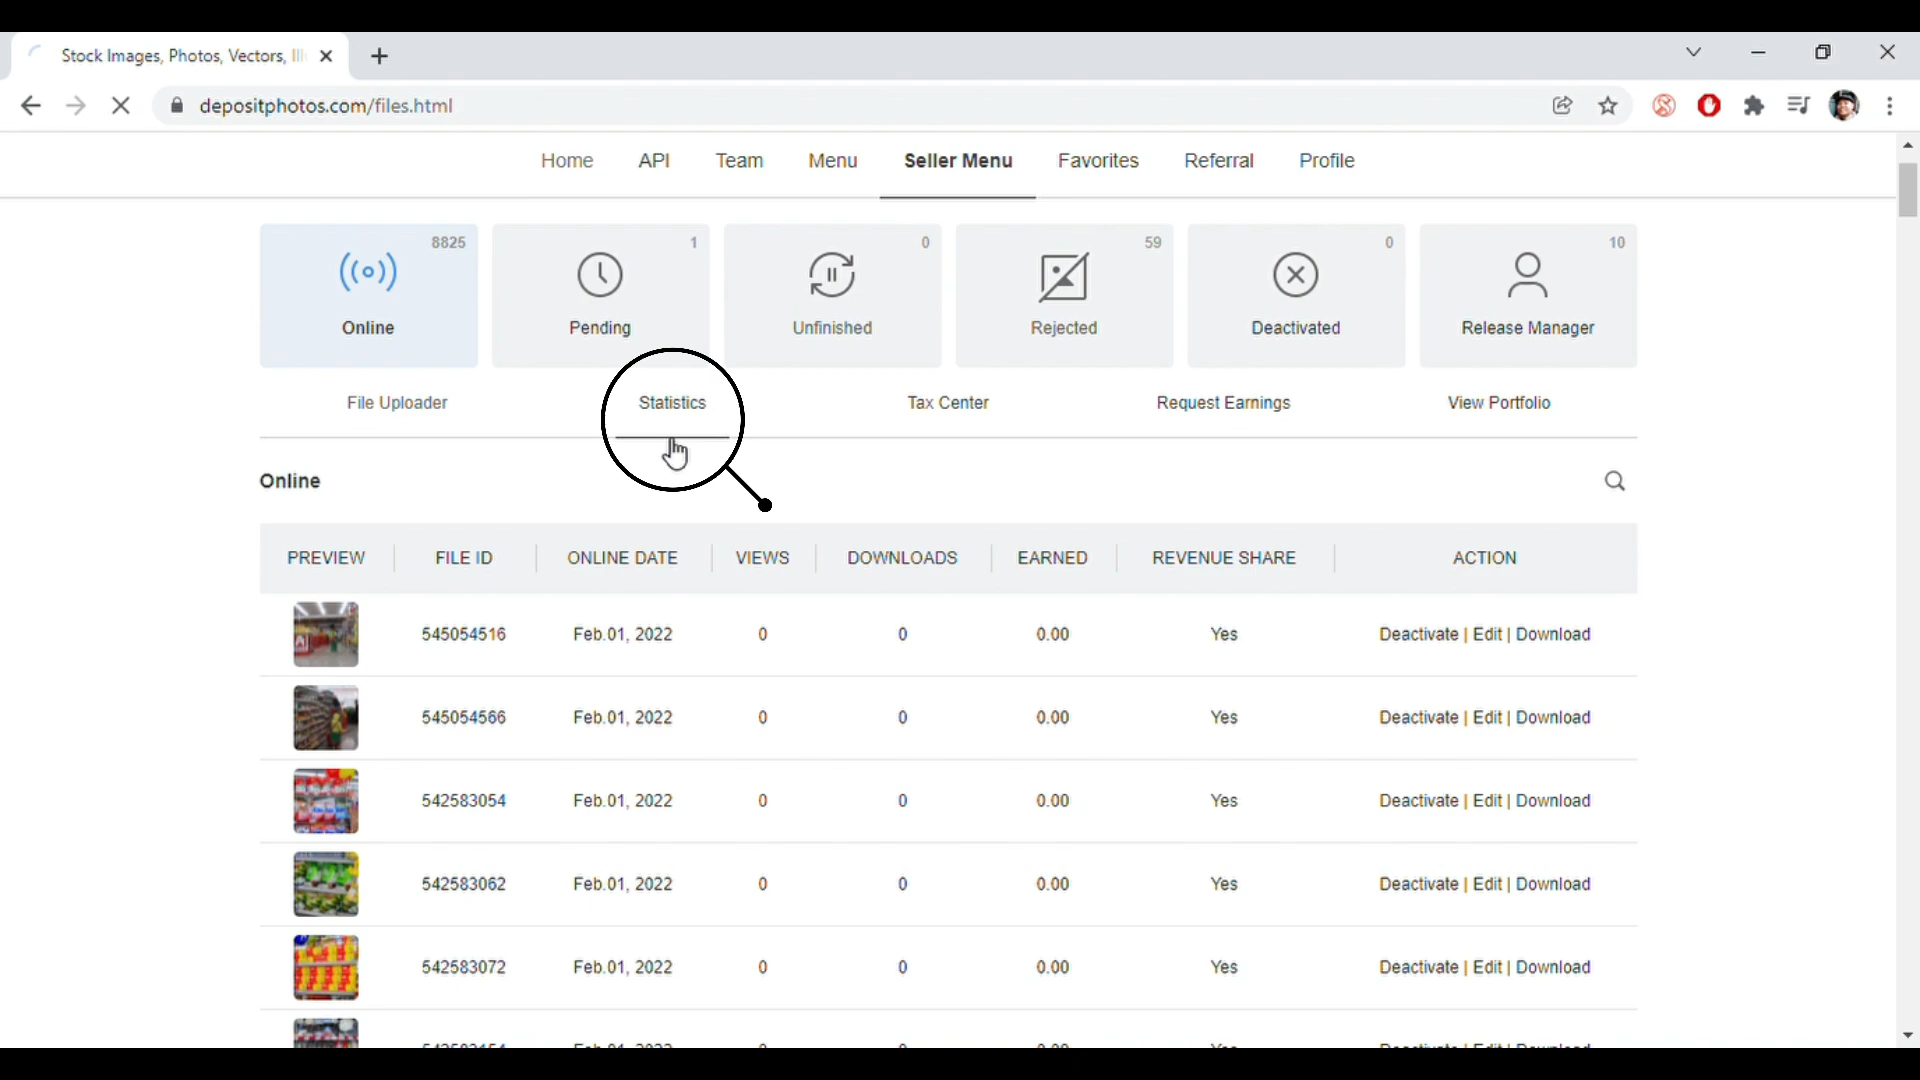 Stock Images, Photos, Vectors, Ill
depositphotos.com/files.html
Home API Team Menu Seller Menu Favorites Referral Profile
8825 1 0 59 0 10
Online Pending Unfinished Rejected Deactivated Release Manager
File Uploader Statistics Tax Center Request Earnings View Portfolio
Online
PREVIEW FILE ID ONLINE DATE VIEWS DOWNLOADS EARNED REVENUE SHARE ACTION
545054516 Feb.01, 2022 0 0 0.00 Yes Deactivate | Edit | Download
545054566 Feb.01, 2022 0 0 0.00 Yes Deactivate | Edit | Download
542583054 Feb.01, 2022 0 0 0.00 Yes Deactivate | Edit | Download
542583062 Feb.01, 2022 0 0 0.00 Yes Deactivate | Edit | Download
542583072 Feb.01, 2022 0 0 0.00 Yes Deactivate | Edit | Download